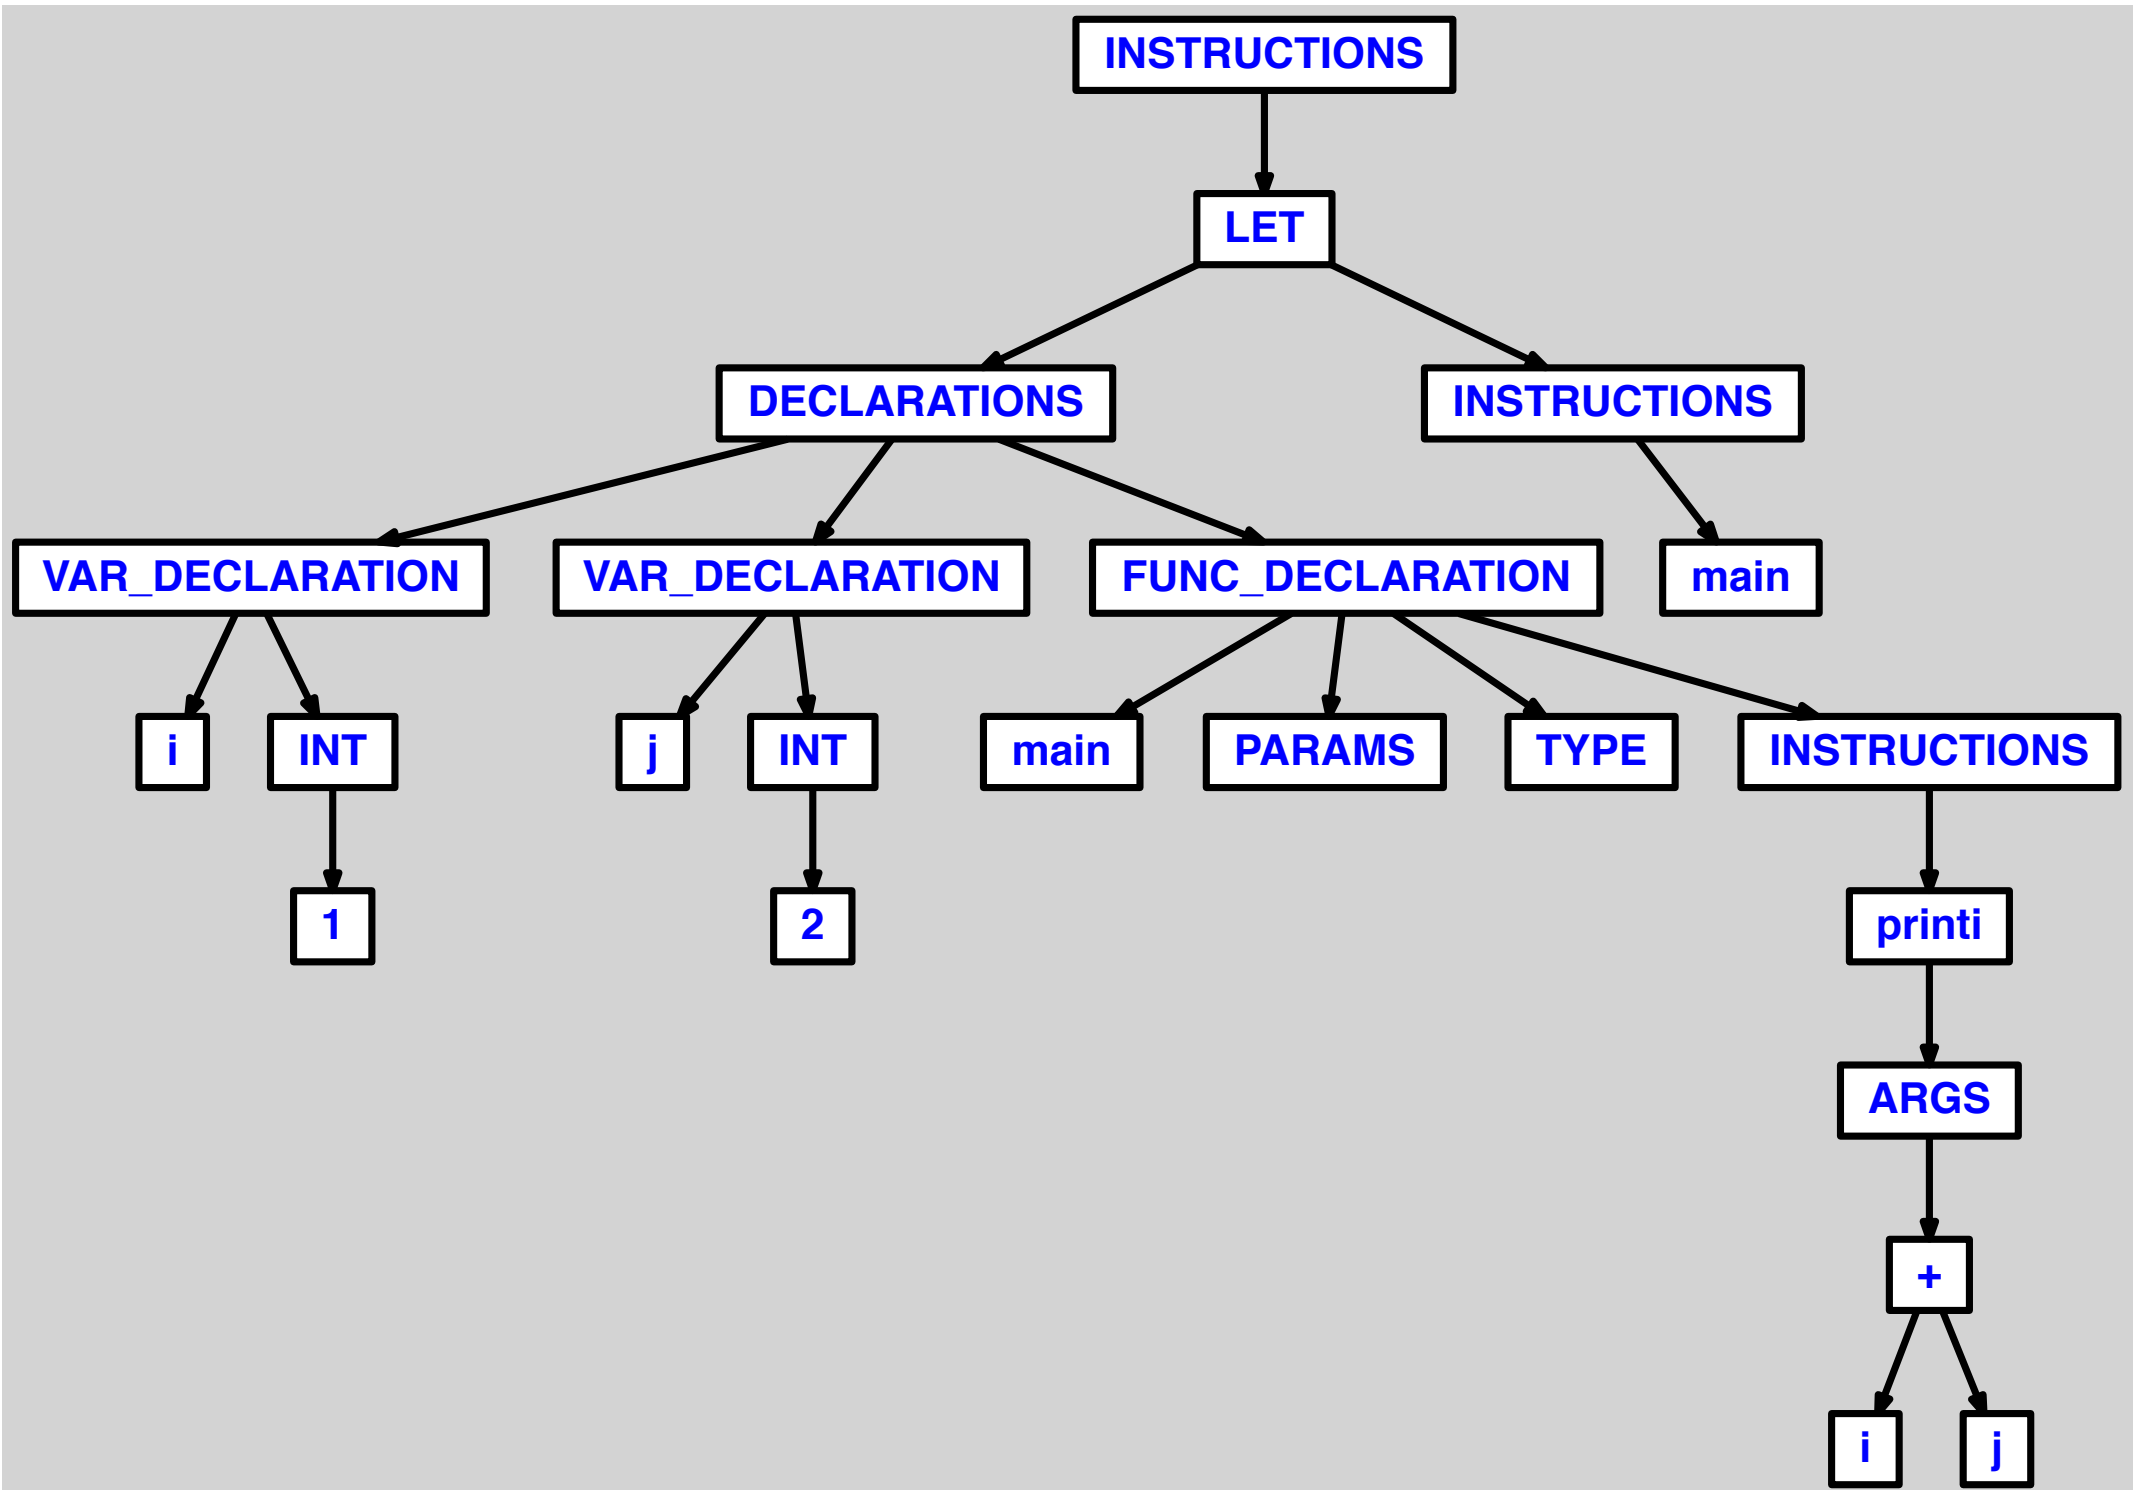 INSTRUCTIONS
LET
DECLARATIONS
INSTRUCTIONS
VAR_DECLARATION
VAR_DECLARATION
FUNC_DECLARATION
main
i
INT
j
INT
main
PARAMS
TYPE
INSTRUCTIONS
1
2
printi
ARGS
+
i
j